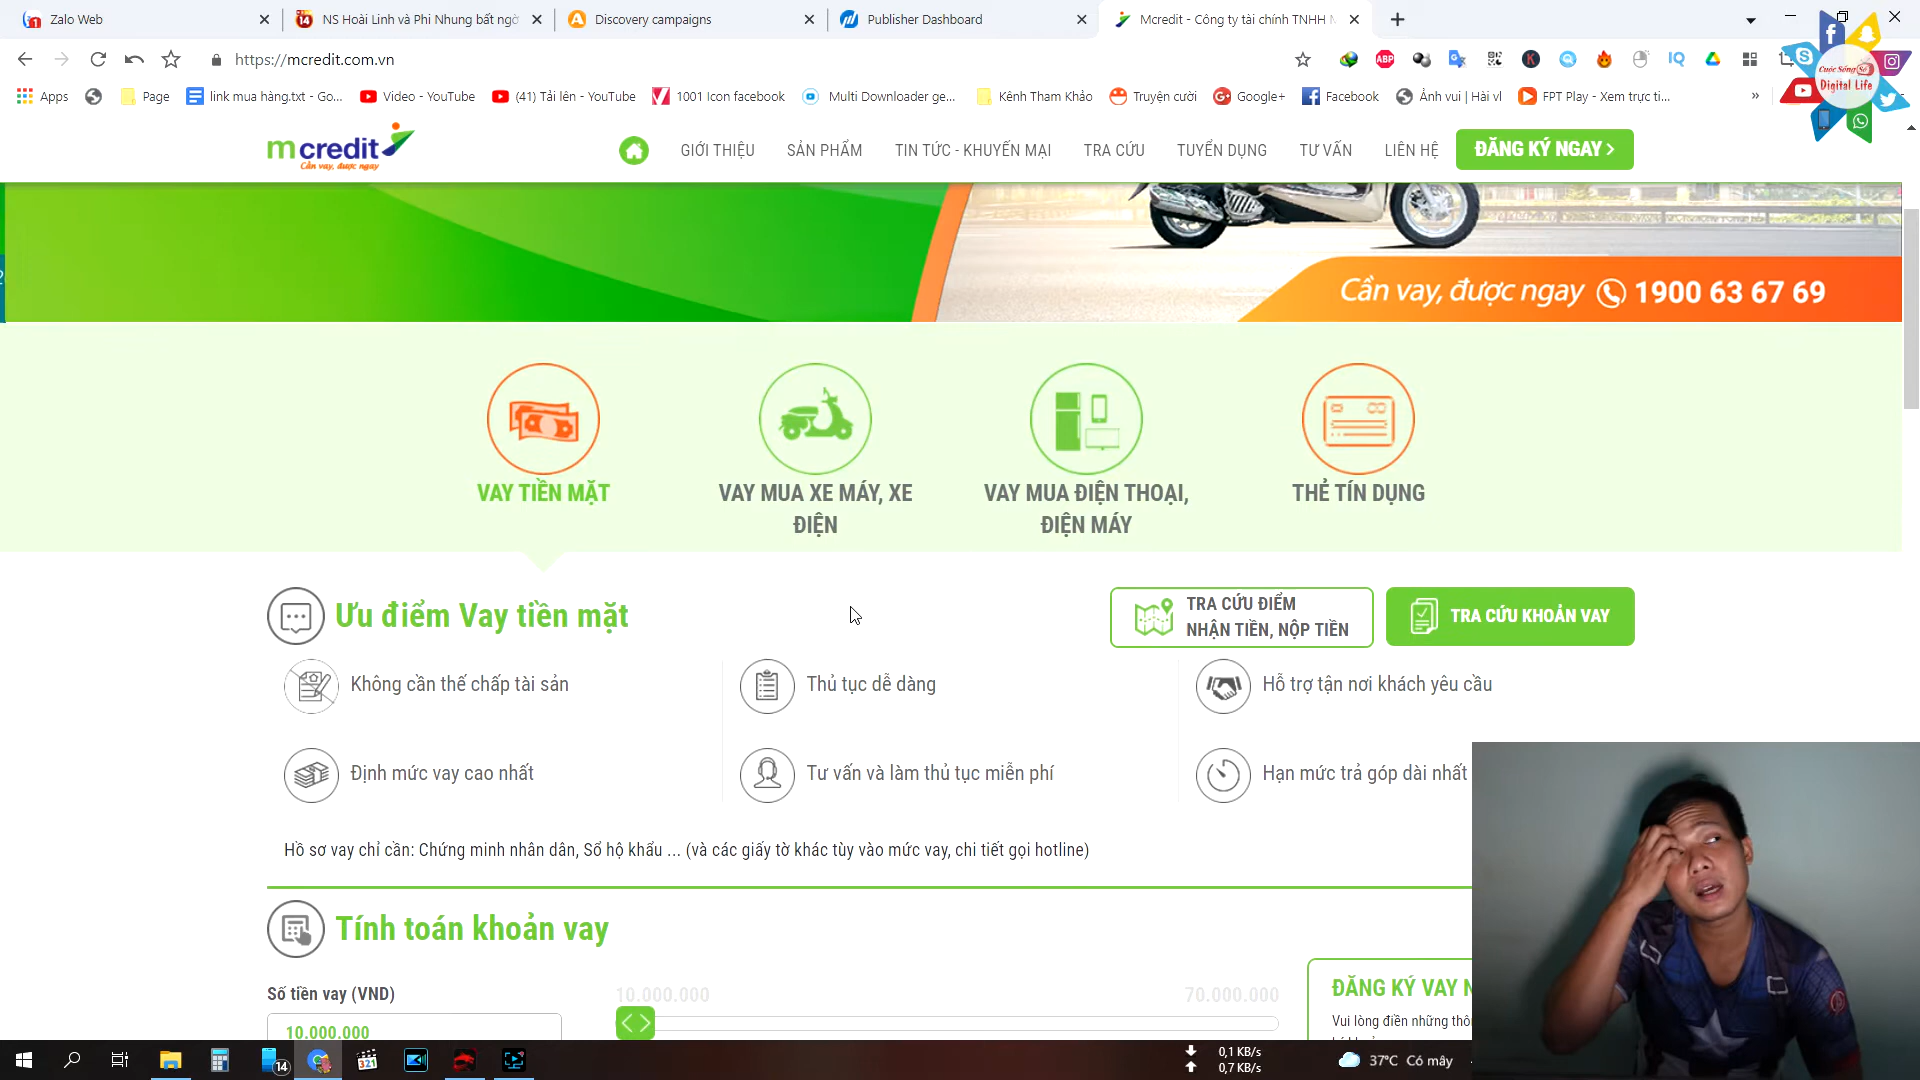 Zalo Web
NS Hoài Linh và Phi Nhung bất ngờ
Discovery campaigns
Publisher Dashboard
Mcredit - Công ty tài chính TNHH M
https://mcredit.com.vn
Apps
Page
link mua hàng.txt - Go...
Video - YouTube
(41) Tải lên - YouTube
1001 Icon facebook
Multi Downloader ge...
Kênh Tham Khảo
Truyện cười
Google+
Facebook
Ảnh vui | Hài vl
FPT Play - Xem trực ti...
»
ABP
IQ
Cuộc Sống Số
Digital Life
mcredit
Cần vay, được ngay
GIỚI THIỆU
SẢN PHẨM
TIN TỨC - KHUYẾN MẠI
TRA CỨU
TUYỂN DỤNG
TƯ VẤN
LIÊN HỆ
ĐĂNG KÝ NGAY >
Cần vay, được ngay 1900 63 67 69
VAY TIỀN MẶT
VAY MUA XE MÁY, XE
ĐIỆN
VAY MUA ĐIỆN THOẠI,
ĐIỆN MÁY
THẺ TÍN DỤNG
Ưu điểm Vay tiền mặt
TRA CỨU ĐIỂM
NHẬN TIỀN, NỘP TIỀN
TRA CỨU KHOẢN VAY
Không cần thế chấp tài sản
Thủ tục dễ dàng
Hỗ trợ tận nơi khách yêu cầu
Định mức vay cao nhất
Tư vấn và làm thủ tục miễn phí
Hạn mức trả góp dài nhất
Hồ sơ vay chỉ cần: Chứng minh nhân dân, Sổ hộ khẩu ... (và các giấy tờ khác tùy vào mức vay, chi tiết gọi hotline)
Tính toán khoản vay
Số tiền vay (VND)
10.000.000
70.000.000
10.000.000
ĐĂNG KÝ VAY N
Vui lòng điền những thôn
14
0,1 KB/s
0,7 KB/s
37°C Có mây